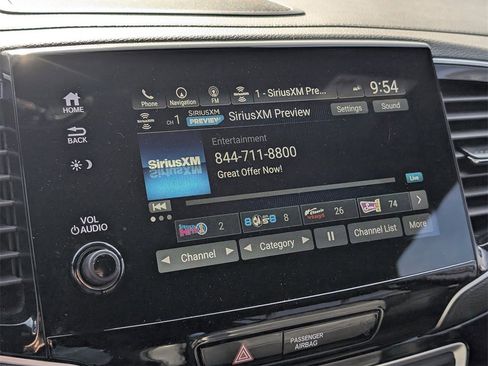 HOME
BACK
VOL
AUDIO
Phone
Navigation
FM
1 - SiriusXM Pre...
9:54
SiriusXM
CH 1
SIRIUSXM
PREVIEW
SiriusXM Preview
Settings
Sound
SiriusXM
Entertainment
844-711-8800
Great Offer Now!
Live
2
8
26
74
Channel
Category
Channel List
More
PASSENGER
AIRBAG